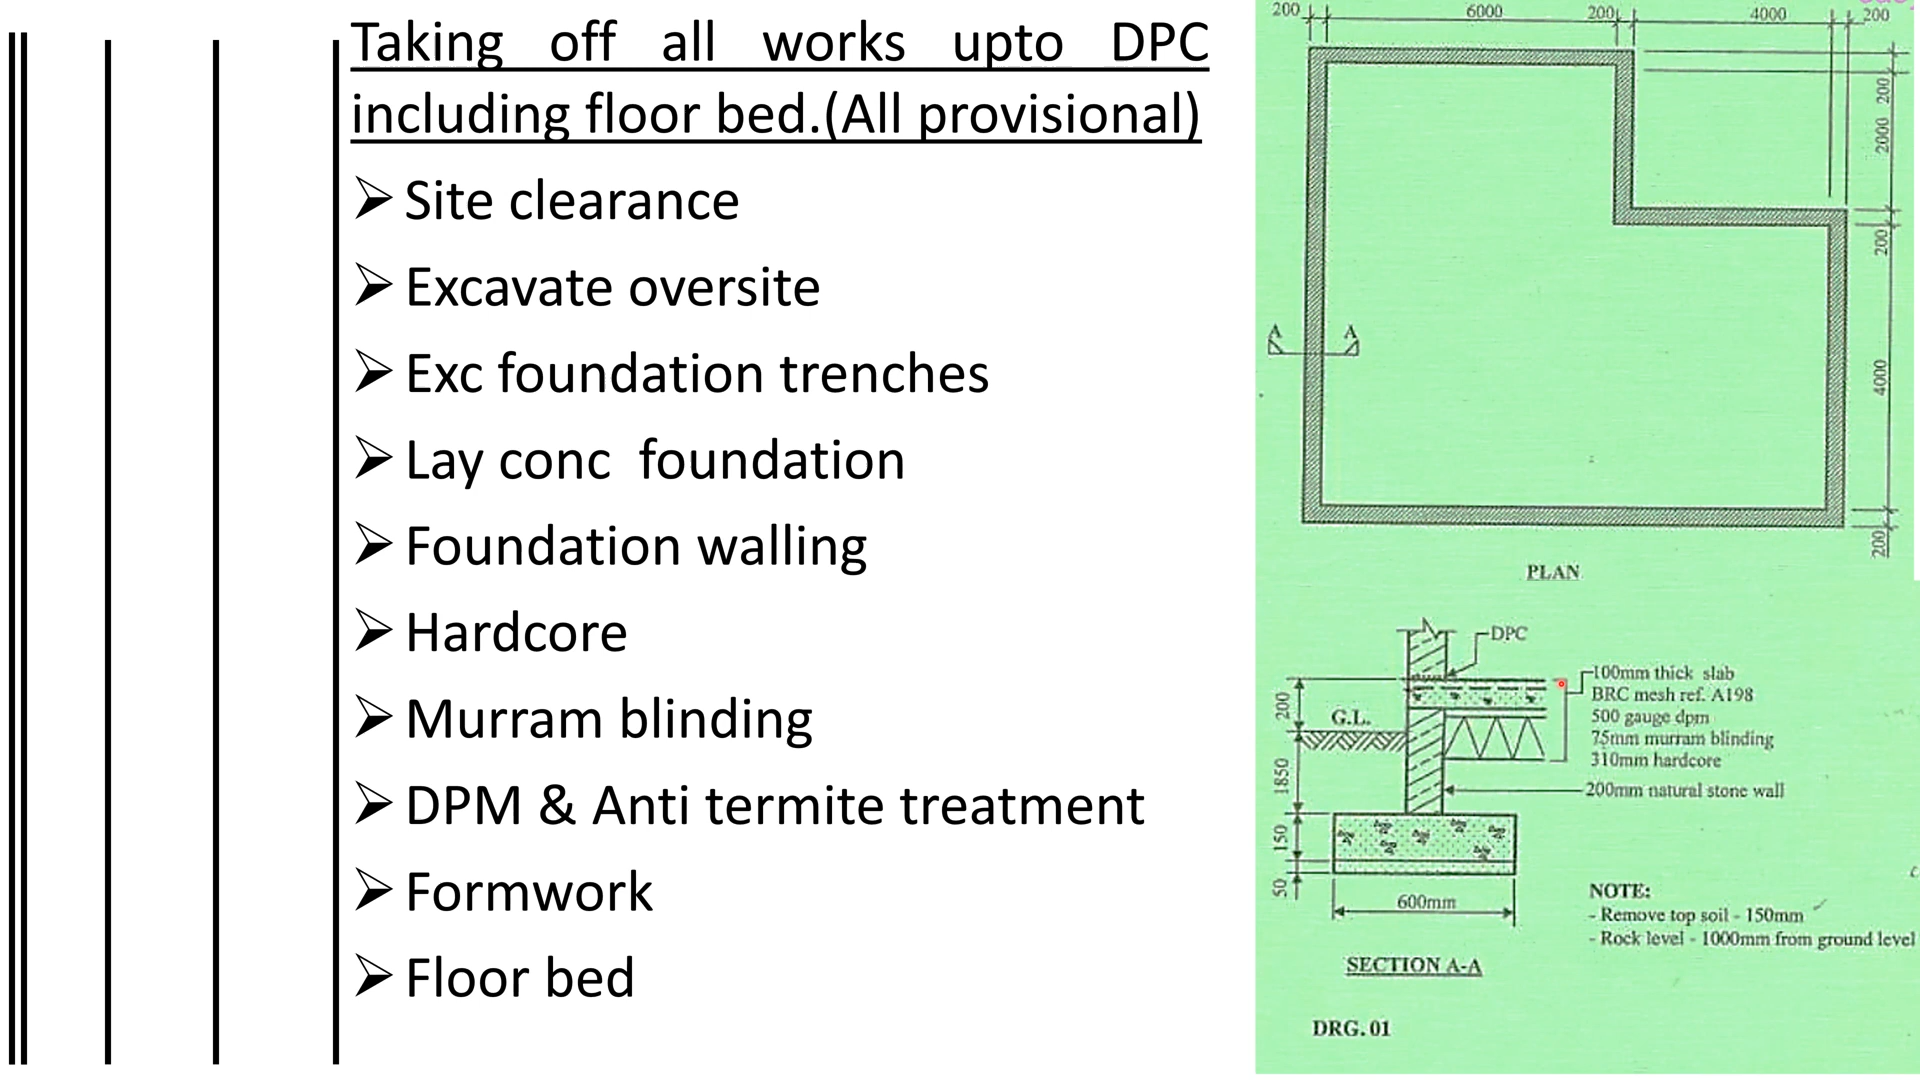 Taking off all works upto DPC
including floor bed.(All provisional)
Site clearance
Excavate oversite
Exc foundation trenches
Lay conc foundation
Foundation walling
Hardcore
Murram blinding
DPM & Anti termite treatment
Formwork
Floor bed
200 6000 200 4000 200
200
2000
200
4000
200
A A
PLAN
DPC
100mm thick slab
BRC mesh ref. A198
500 gauge dpm
75mm murram blinding
310mm hardcore
200mm natural stone wall
200
G.L.
1850
150
50
600mm
NOTE:
- Remove top soil - 150mm
- Rock level - 1000mm from ground level
SECTION A-A
DRG. 01